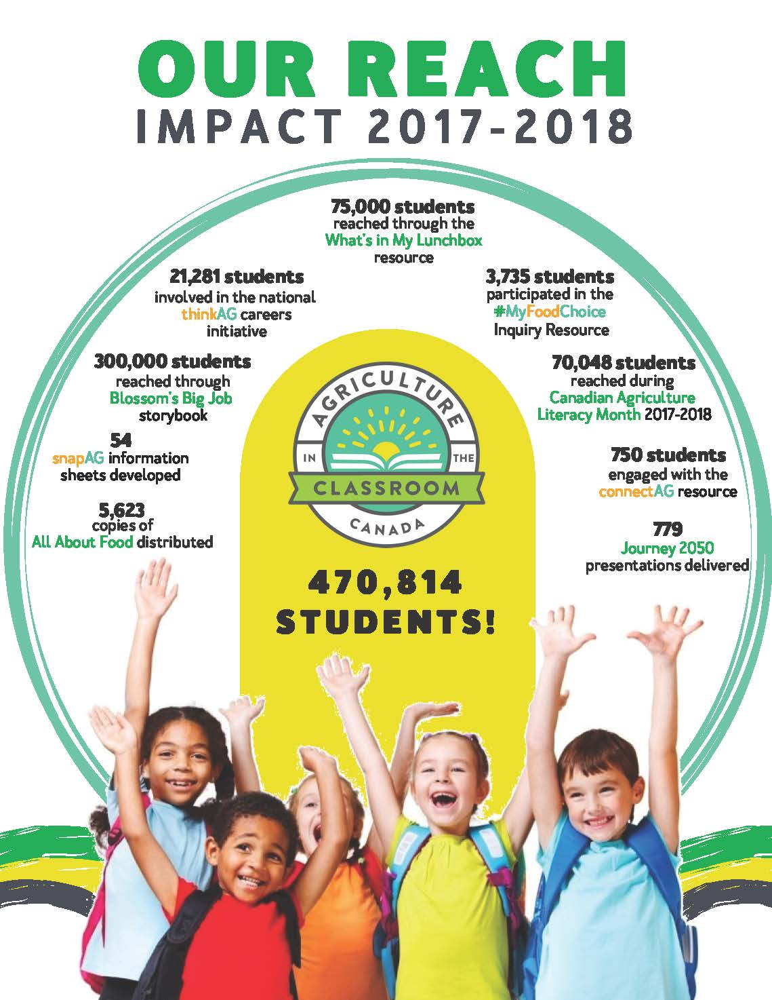 OUR REACH
IMPACT 2017-2018
75,000 students
reached through the
What's in My Lunchbox
resource
21,281 students
involved in the national
thinkAG careers
initiative
3,735 students
participated in the
#MyFoodChoice
Inquiry Resource
300,000 students
reached through
Blossom's Big Job
storybook
70,048 students
reached during
Canadian Agriculture
Literacy Month 2017-2018
54
snapAG information
sheets developed
750 students
engaged with the
connectAG resource
5,623
copies of
All About Food distributed
779
Journey 2050
presentations delivered
AGRICULTURE
IN THE
CLASSROOM
CANADA
470,814
STUDENTS!